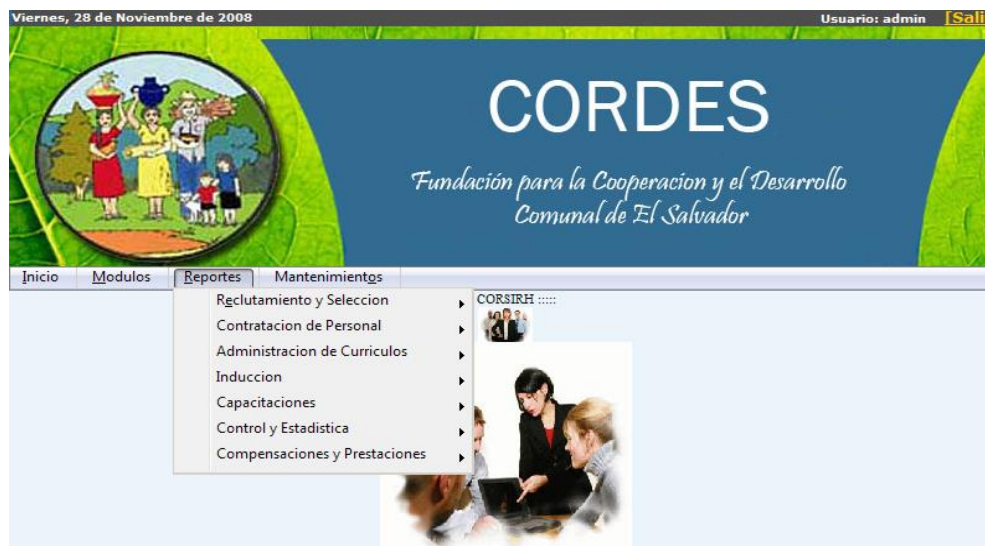 Viernes, 28 de Noviembre de 2008 Usuario: admin [Sali
CORDES
Fundación para la Cooperacion y el Desarrollo
Comunal de El Salvador
Inicio Modulos Reportes Mantenimientos
Reclutamiento y Seleccion
CORSIRH :::::
Contratacion de Personal
Administracion de Curriculos
Induccion
Capacitaciones
Control y Estadistica
Compensaciones y Prestaciones